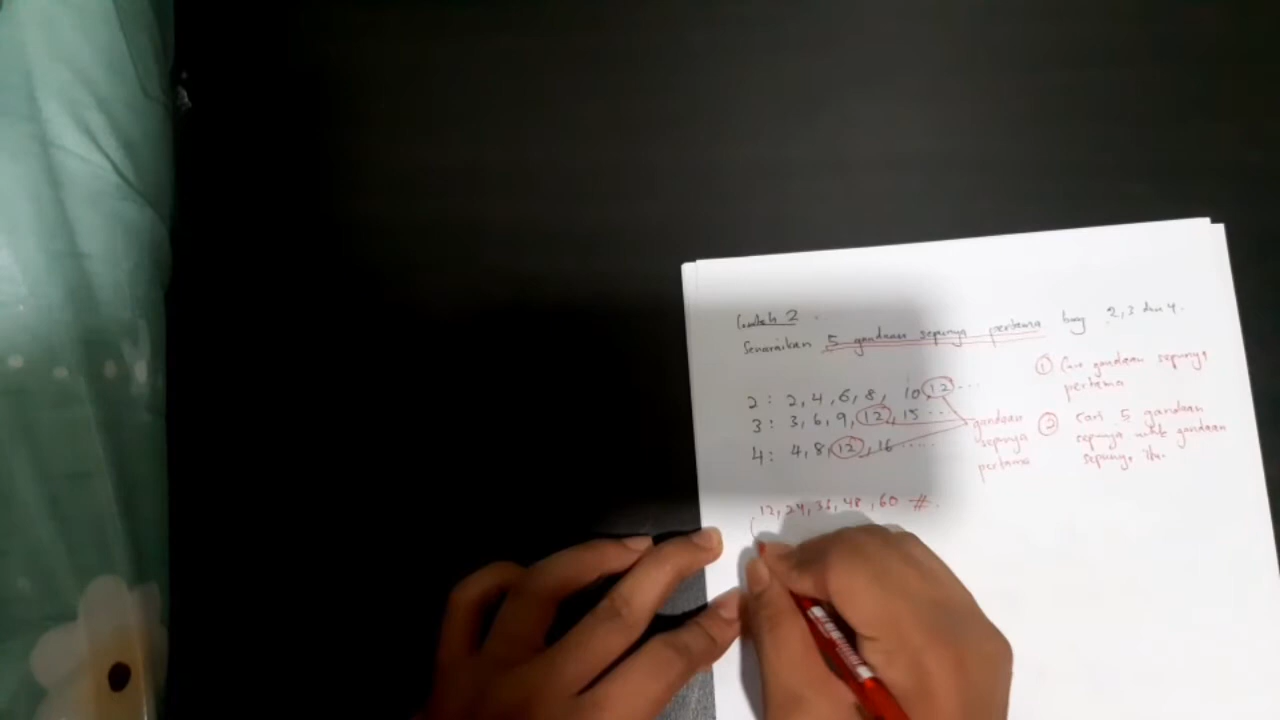 Contoh 2
Senaraikan 5 gandaan sepunya pertama bagi 2, 3 dan 4.
2 : 2, 4, 6, 8, 10, 12 ...
3 : 3, 6, 9, 12, 15 ...
4 : 4, 8, 12, 16 .....
gandaan
sepunya
pertama
① Cari gandaan sepunya
pertama
② Cari 5 gandaan
sepunya gandaan
sepunya itu.
12, 24, 36, 48, 60 #.